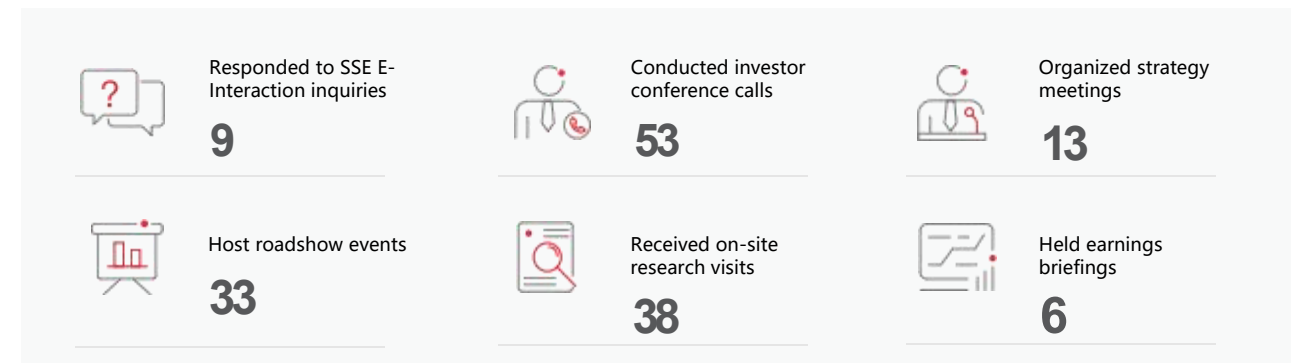 Responded to SSE E-
Interaction inquiries
9
Conducted investor
conference calls
53
Organized strategy
meetings
13
Host roadshow events
33
Received on-site
research visits
38
Held earnings
briefings
6